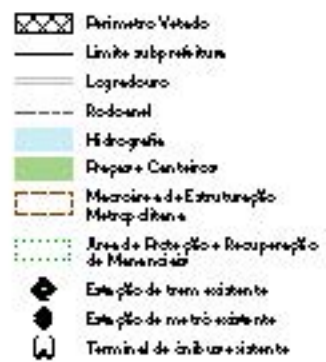 Perímetro Vetado
Limite subprefeitura
Logradouro
Rodoanel
Hidrografia
Praças e Canteiros
Macroárea de Estruturação
Metropolitana
Área de Proteção e Recuperação
de Mananciais
Estação de trem existente
Estação de metrô existente
Terminal de ônibus existente